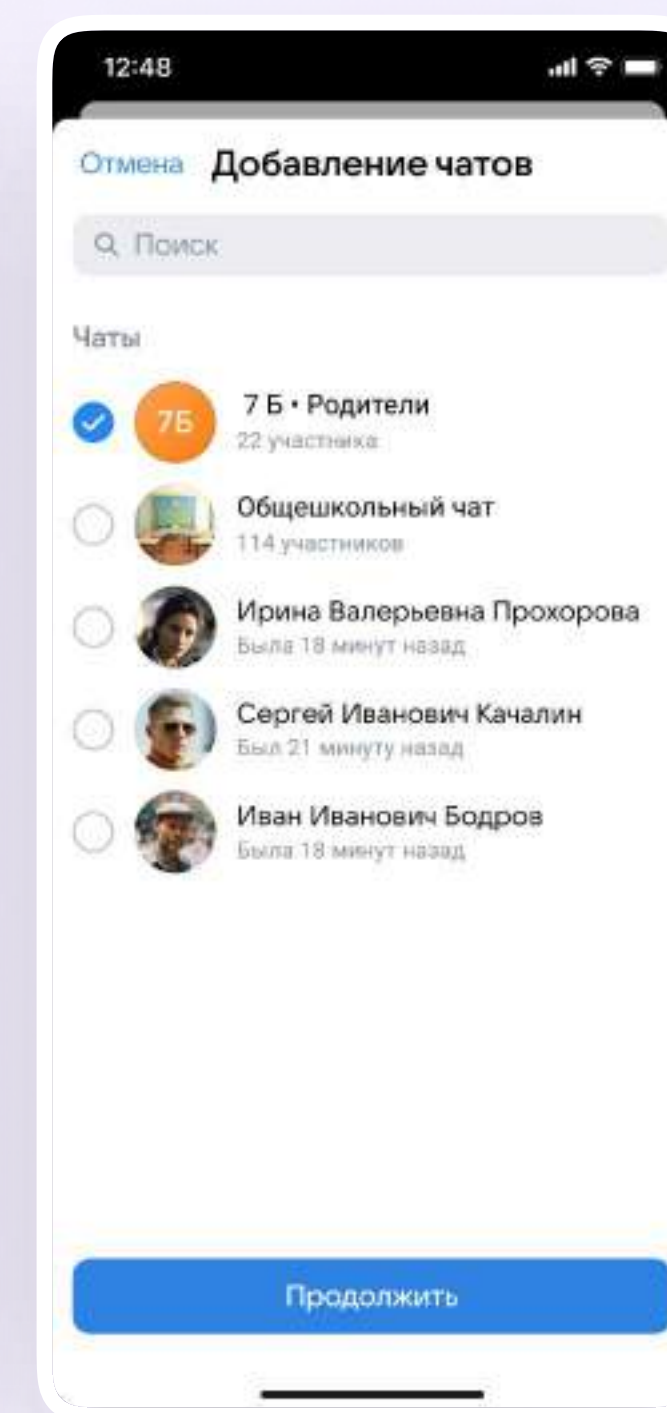 12:48
Отмена Добавление чатов
Поиск
Чаты
7Б 7 Б • Родители
22 участника
Общешкольный чат
114 участников
Ирина Валерьевна Прохорова
Была 18 минут назад
Сергей Иванович Качалин
Был 21 минуту назад
Иван Иванович Бодров
Была 18 минут назад
Продолжить